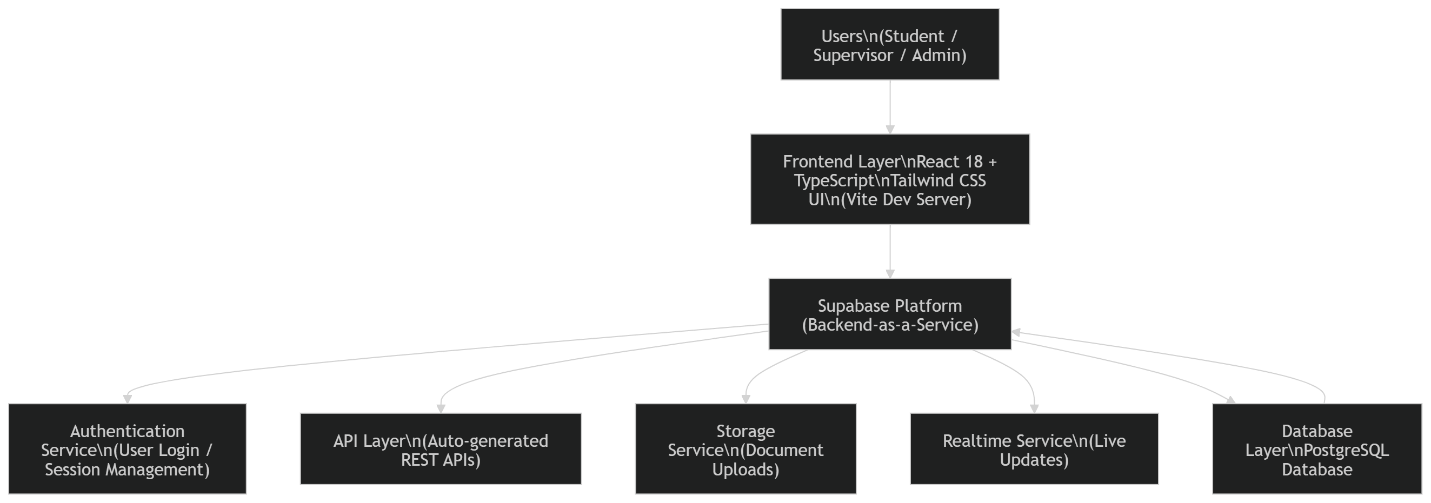 Users\n(Student /
Supervisor / Admin)
Frontend Layer\nReact 18 +
TypeScript\nTailwind CSS
UI\n(Vite Dev Server)
Supabase Platform
(Backend-as-a-Service)
Authentication
Service\n(User Login /
Session Management)
API Layer\n(Auto-generated
REST APIs)
Storage
Service\n(Document
Uploads)
Realtime Service\n(Live
Updates)
Database
Layer\nPostgreSQL
Database